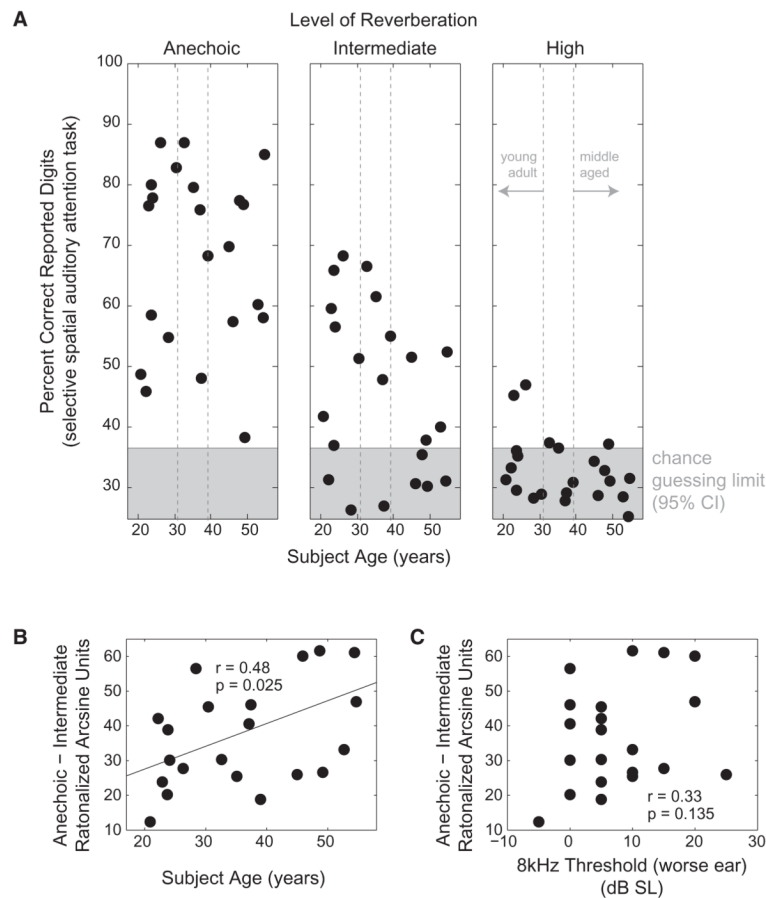 A
Level of Reverberation
Anechoic
Intermediate
High
Percent Correct Reported Digits
(selective spatial auditory attention task)
100
90
80
70
60
50
40
30
20 30 40 50
20 30 40 50
20 30 40 50
young
adult
middle
aged
chance
guessing limit
(95% CI)
Subject Age (years)
B
Anechoic – Intermediate
Ratonalized Arcsine Units
60
50
40
30
20
10
r = 0.48
p = 0.025
20 30 40 50
Subject Age (years)
C
Anechoic – Intermediate
Ratonalized Arcsine Units
60
50
40
30
20
10
r = 0.33
p = 0.135
−10 0 10 20 30
8kHz Threshold (worse ear)
(dB SL)